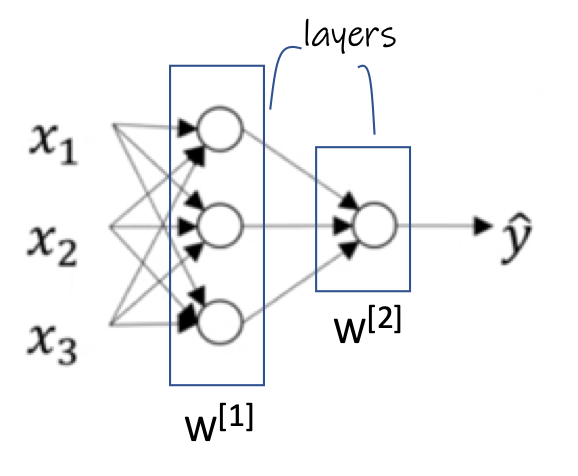 layers
x₁
x₂
x₃
ŷ
W[2]
W[1]